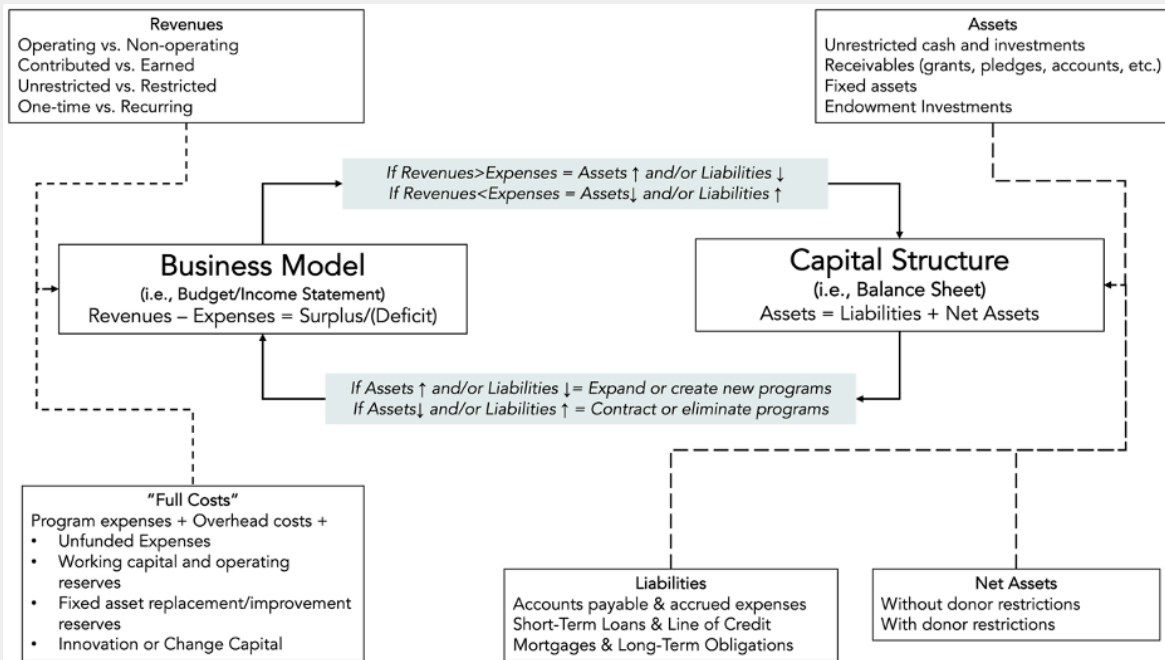 Revenues
Operating vs. Non-operating
Contributed vs. Earned
Unrestricted vs. Restricted
One-time vs. Recurring
Assets
Unrestricted cash and investments
Receivables (grants, pledges, accounts, etc.)
Fixed assets
Endowment Investments
If Revenues>Expenses = Assets ↑ and/or Liabilities ↓
If Revenues<Expenses = Assets↓ and/or Liabilities ↑
Business Model
(i.e., Budget/Income Statement)
Revenues – Expenses = Surplus/(Deficit)
Capital Structure
(i.e., Balance Sheet)
Assets = Liabilities + Net Assets
If Assets ↑ and/or Liabilities ↓= Expand or create new programs
If Assets↓ and/or Liabilities ↑ = Contract or eliminate programs
"Full Costs"
Program expenses + Overhead costs +
• Unfunded Expenses
• Working capital and operating
reserves
• Fixed asset replacement/improvement
reserves
• Innovation or Change Capital
Liabilities
Accounts payable & accrued expenses
Short-Term Loans & Line of Credit
Mortgages & Long-Term Obligations
Net Assets
Without donor restrictions
With donor restrictions